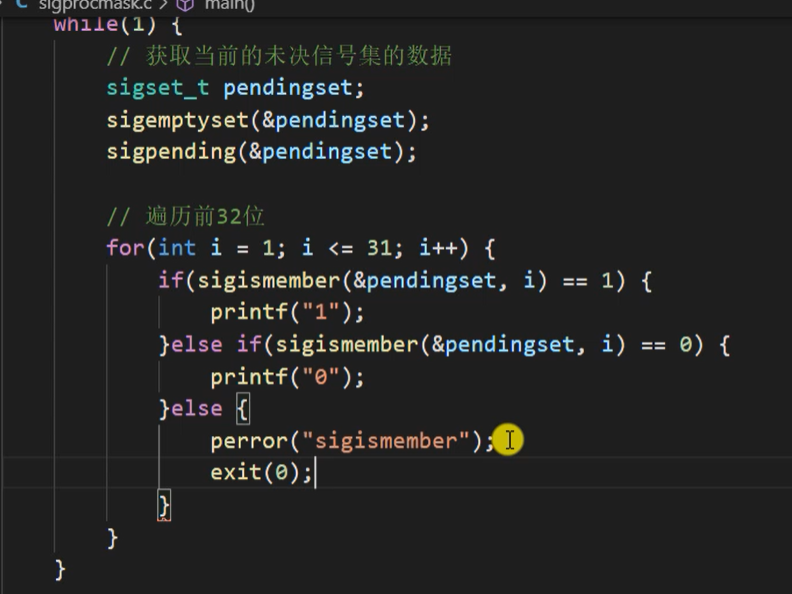 sigprocmask.c > main()
while(1) {
// 获取当前的未决信号集的数据
sigset_t pendingset;
sigemptyset(&pendingset);
sigpending(&pendingset);
// 遍历前32位
for(int i = 1; i <= 31; i++) {
if(sigismember(&pendingset, i) == 1) {
printf("1");
}else if(sigismember(&pendingset, i) == 0) {
printf("0");
}else {
perror("sigismember");
exit(0);
}
}
}